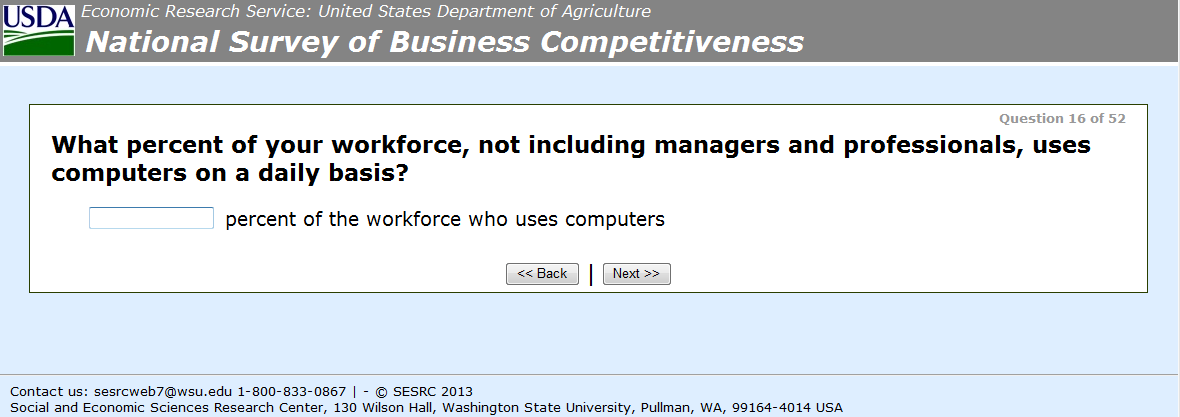 USDA
Economic Research Service: United States Department of Agriculture
National Survey of Business Competitiveness
Question 16 of 52
What percent of your workforce, not including managers and professionals, uses
computers on a daily basis?
percent of the workforce who uses computers
<< Back | Next >>
Contact us: sesrcweb7@wsu.edu 1-800-833-0867 | - © SESRC 2013
Social and Economic Sciences Research Center, 130 Wilson Hall, Washington State University, Pullman, WA, 99164-4014 USA